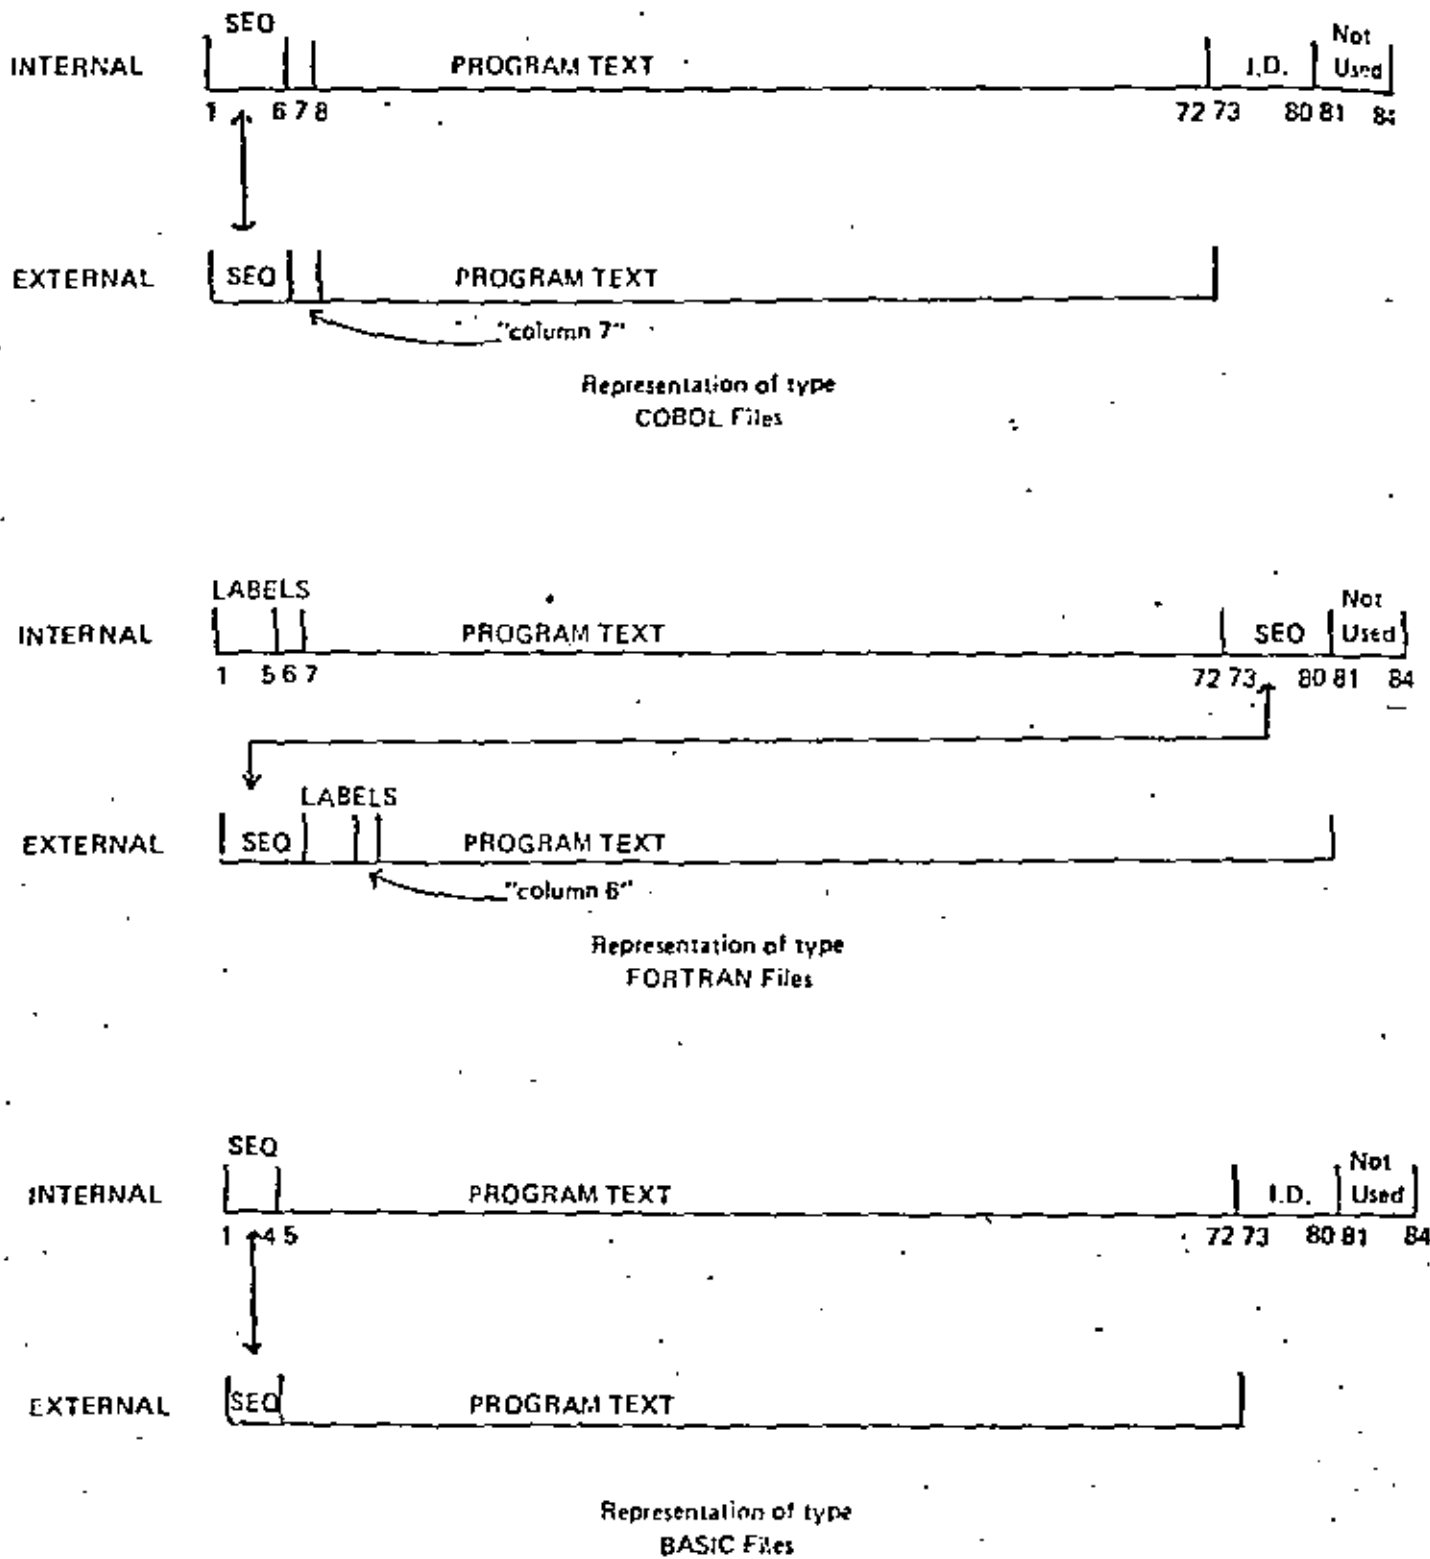 SEQ
INTERNAL PROGRAM TEXT I.D. Not Used
1 6 7 8 72 73 80 81 84
EXTERNAL SEQ PROGRAM TEXT
"column 7"
Representation of type
COBOL Files
LABELS
INTERNAL PROGRAM TEXT SEQ Not Used
1 5 6 7 72 73 80 81 84
LABELS
EXTERNAL SEQ PROGRAM TEXT
"column 6"
Representation of type
FORTRAN Files
SEQ
INTERNAL PROGRAM TEXT I.D. Not Used
1 4 5 72 73 80 81 84
EXTERNAL SEQ PROGRAM TEXT
Representation of type
BASIC Files